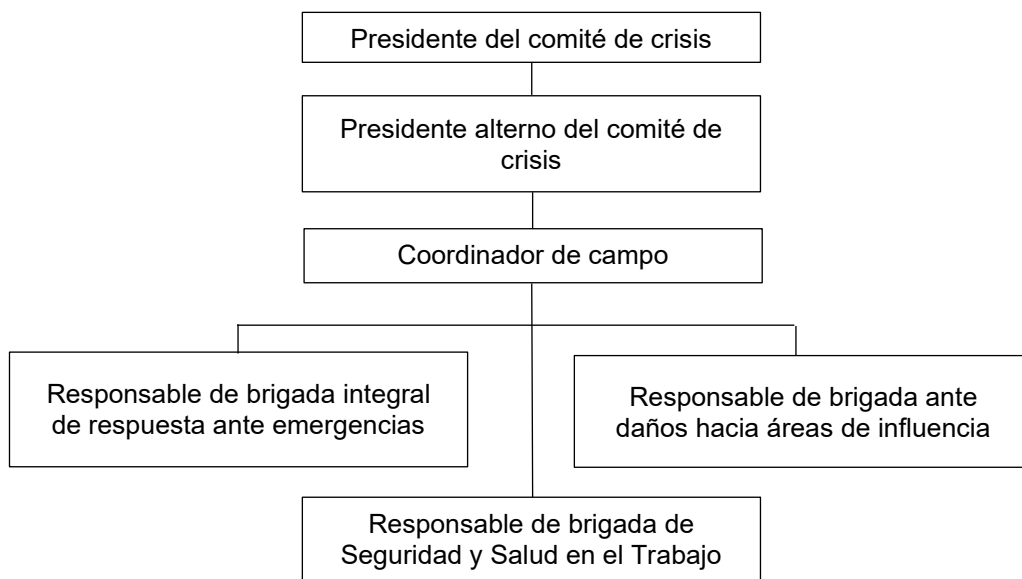 Presidente del comité de crisis
Presidente alterno del comité de
crisis
Coordinador de campo
Responsable de brigada integral
de respuesta ante emergencias
Responsable de brigada ante
daños hacia áreas de influencia
Responsable de brigada de
Seguridad y Salud en el Trabajo